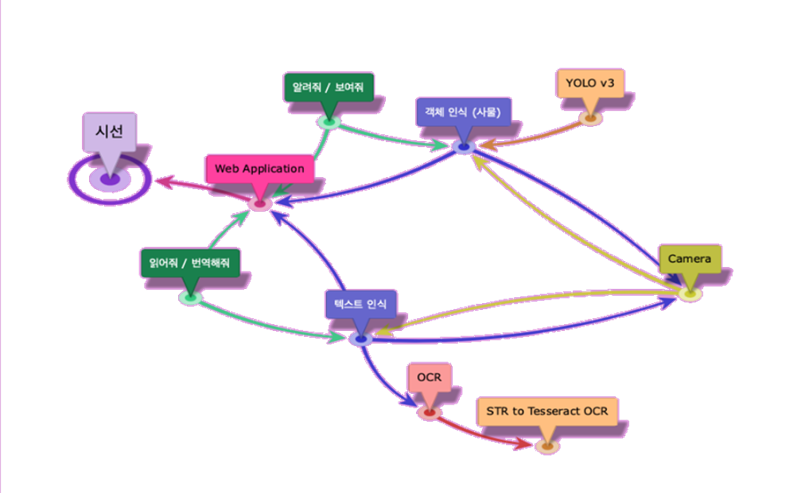 YOLO v3
알려줘 / 보여줘
객체 인식 (사물)
시선
Web Application
Camera
읽어줘 / 번역해줘
텍스트 인식
OCR
STR to Tesseract OCR